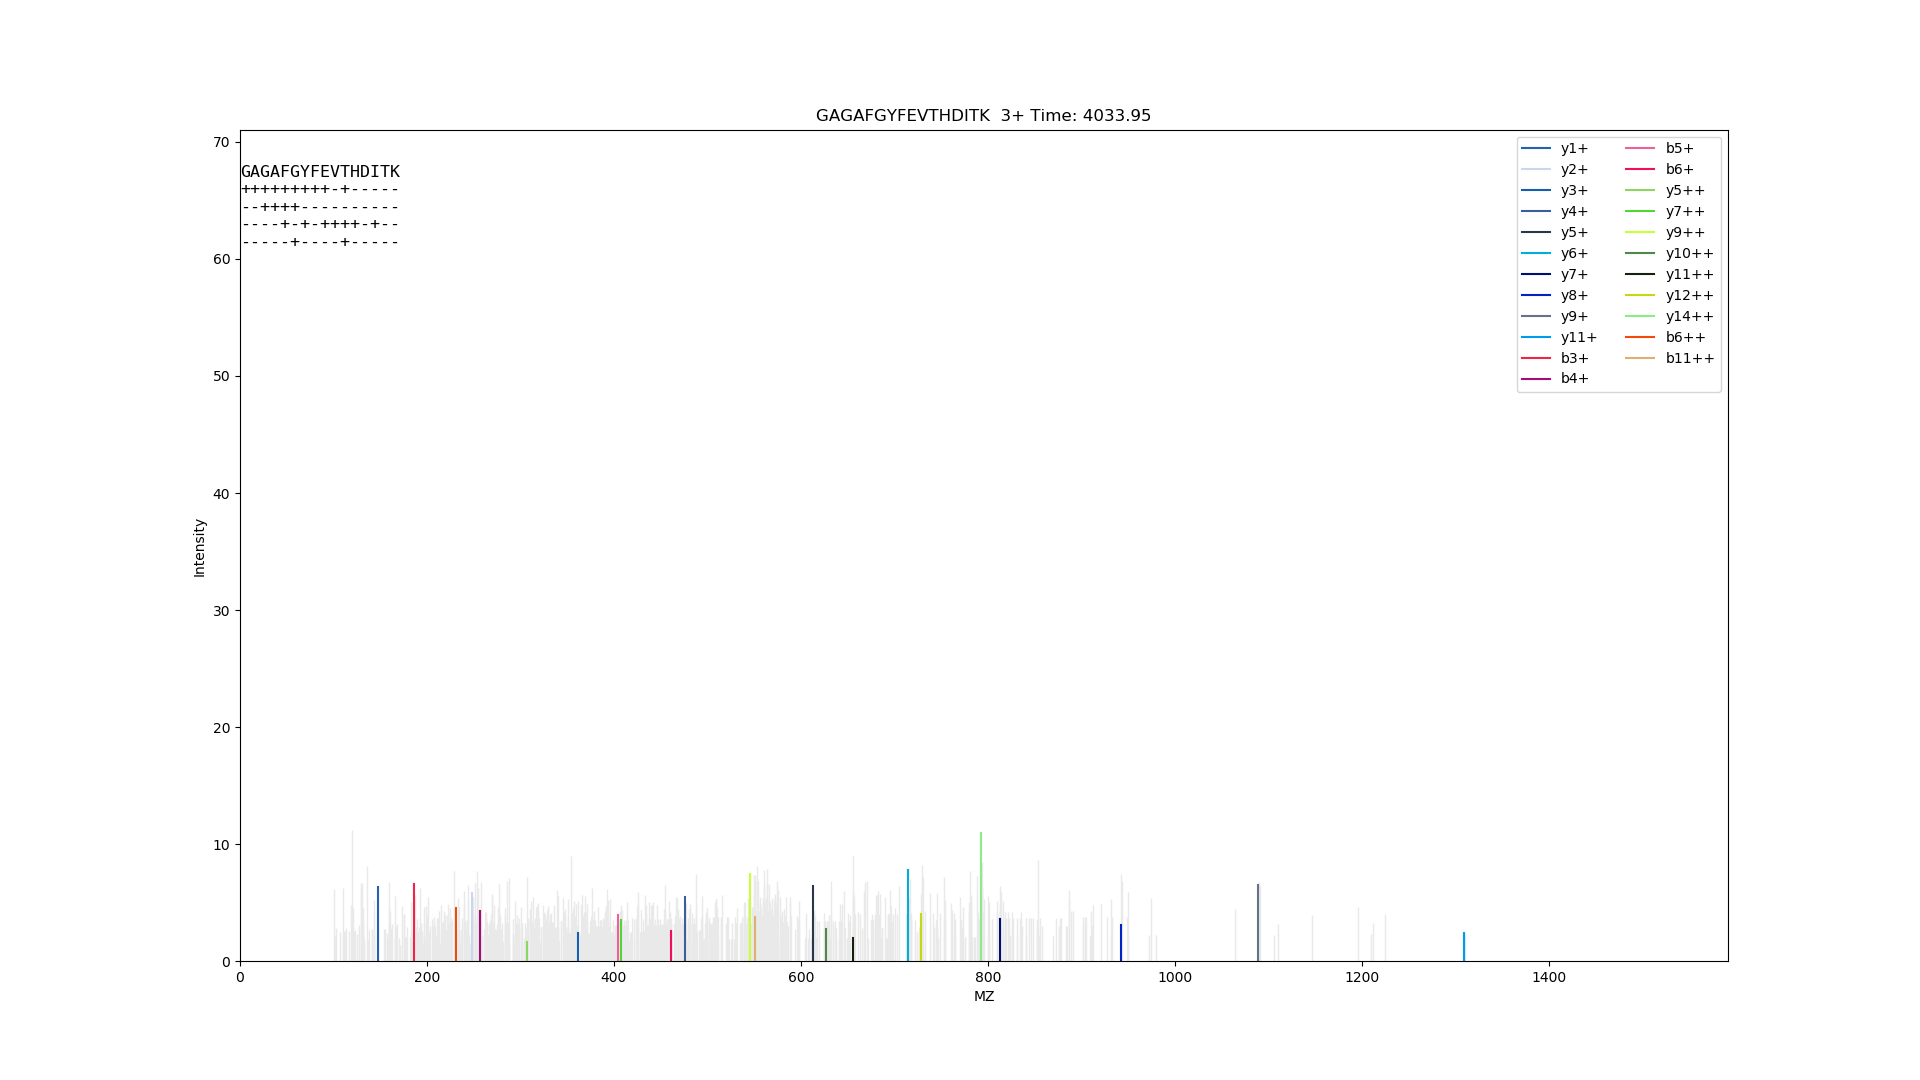 GAGAFGYFEVTHDITK  3+ Time: 4033.95
70
60
50
40
30
20
10
0
Intensity
GAGAFGYFEVTHDITK
+++++++++-+-----
--++++----------
----+-+-++++-+--
-----+----+-----
y1+
y2+
y3+
y4+
y5+
y6+
y7+
y8+
y9+
y11+
b3+
b4+
b5+
b6+
y5++
y7++
y9++
y10++
y11++
y12++
y14++
b6++
b11++
0 200 400 600 800 1000 1200 1400
MZ